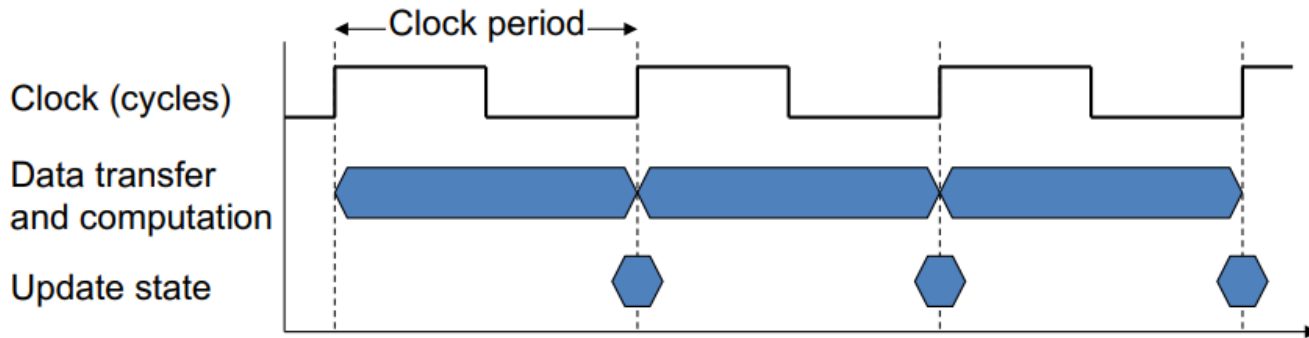 Clock period
Clock (cycles)
Data transfer
and computation
Update state